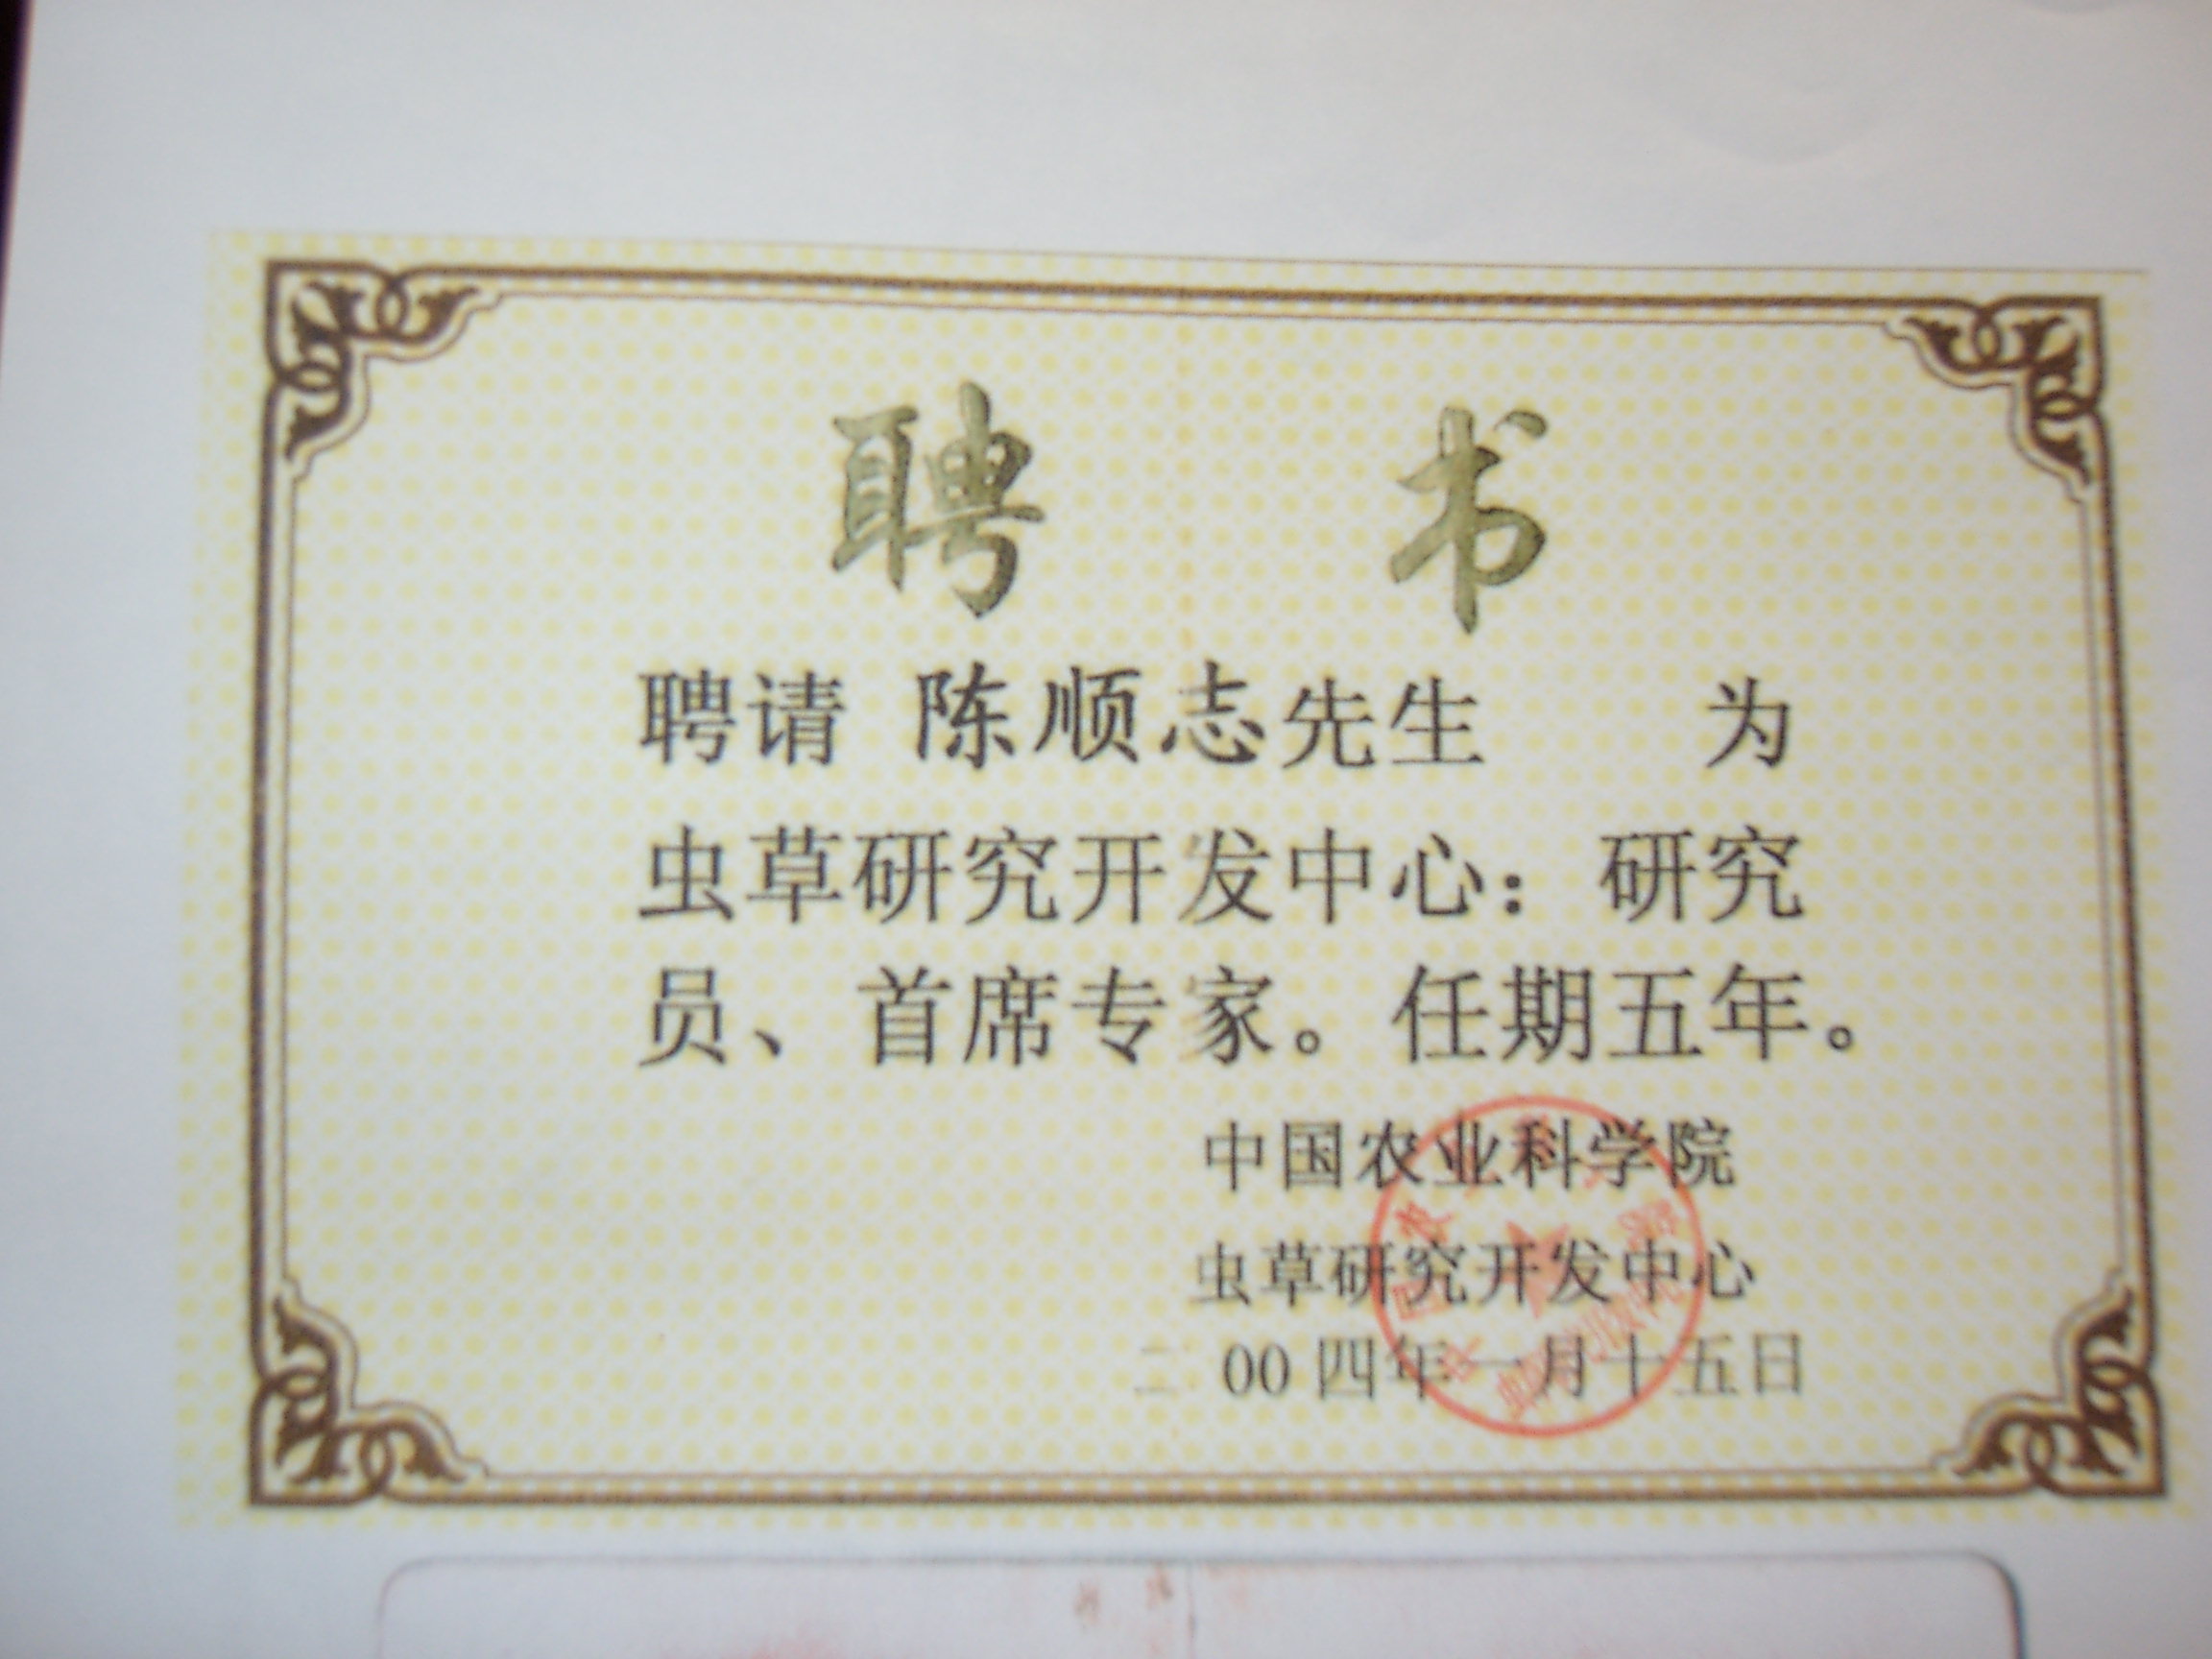 聘 书
聘请 陈顺志先生 为
虫草研究开发中心：研究
员、首席专家。任期五年。
中国农业科学院
虫草研究开发中心
二00四年一月十五日